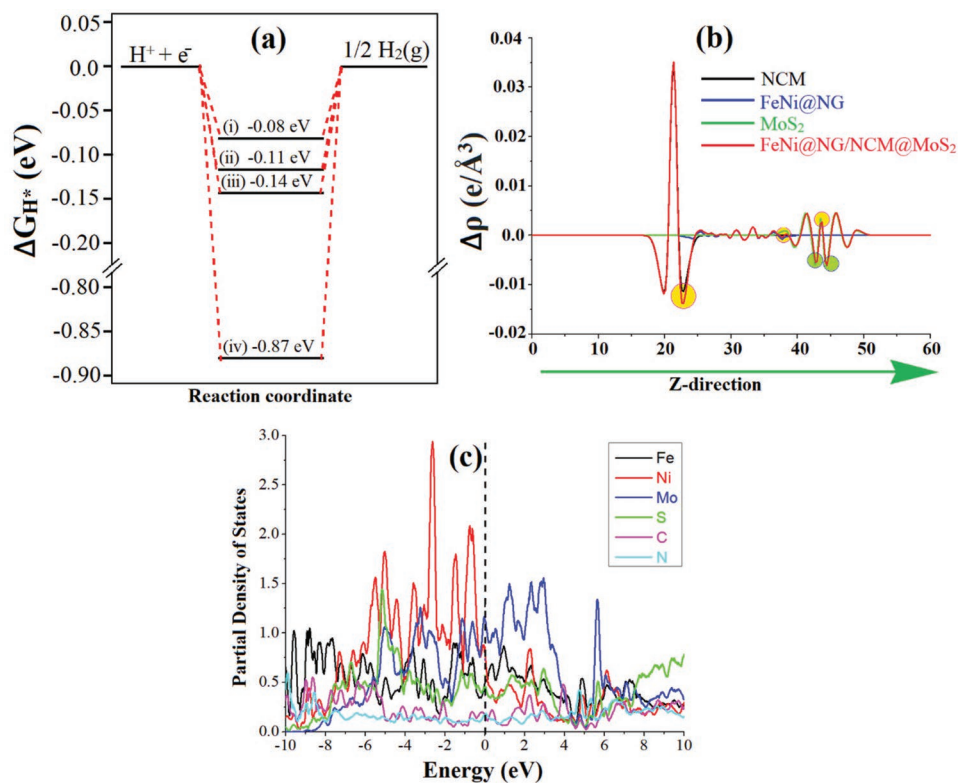 (a)
H⁺ + e⁻
1/2 H₂(g)
0.0
-0.05
-0.10
-0.15
-0.20
-0.80
-0.85
-0.90
ΔG_H* (eV)
(i) -0.08 eV
(ii) -0.11 eV
(iii) -0.14 eV
(iv) -0.87 eV
Reaction coordinate
(b)
0.04
0.03
0.02
0.01
0.0
-0.01
-0.02
Δρ (e/Å³)
NCM
FeNi@NG
MoS₂
FeNi@NG/NCM@MoS₂
0 10 20 30 40 50 60
Z-direction
(c)
3.0
2.5
2.0
1.5
1.0
0.5
0.0
Partial Density of States
Fe
Ni
Mo
S
C
N
-10 -8 -6 -4 -2 0 2 4 6 8 10
Energy (eV)